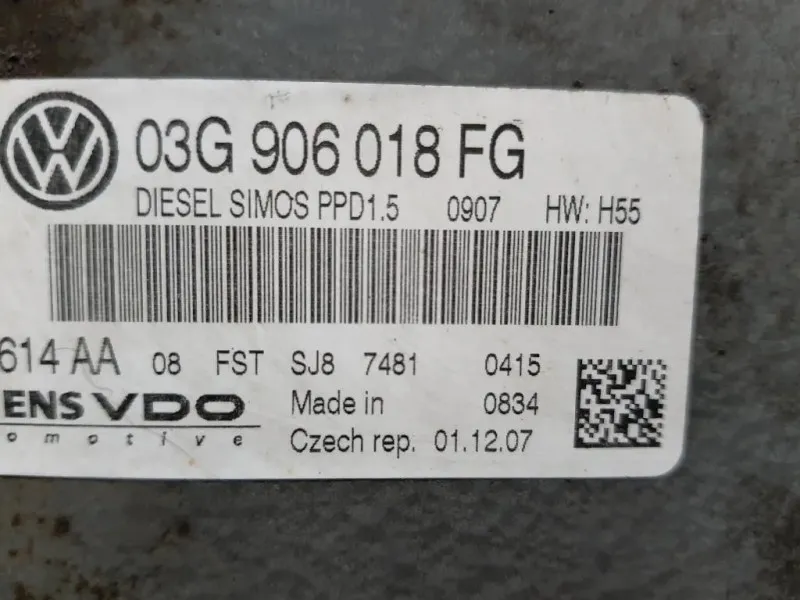 03G 906 018 FG
DIESEL SIMOS PPD1.5 0907 HW: H55
614 AA 08 FST SJ8 7481 0415
ENS VDO Made in 0834
omotive Czech rep. 01.12.07